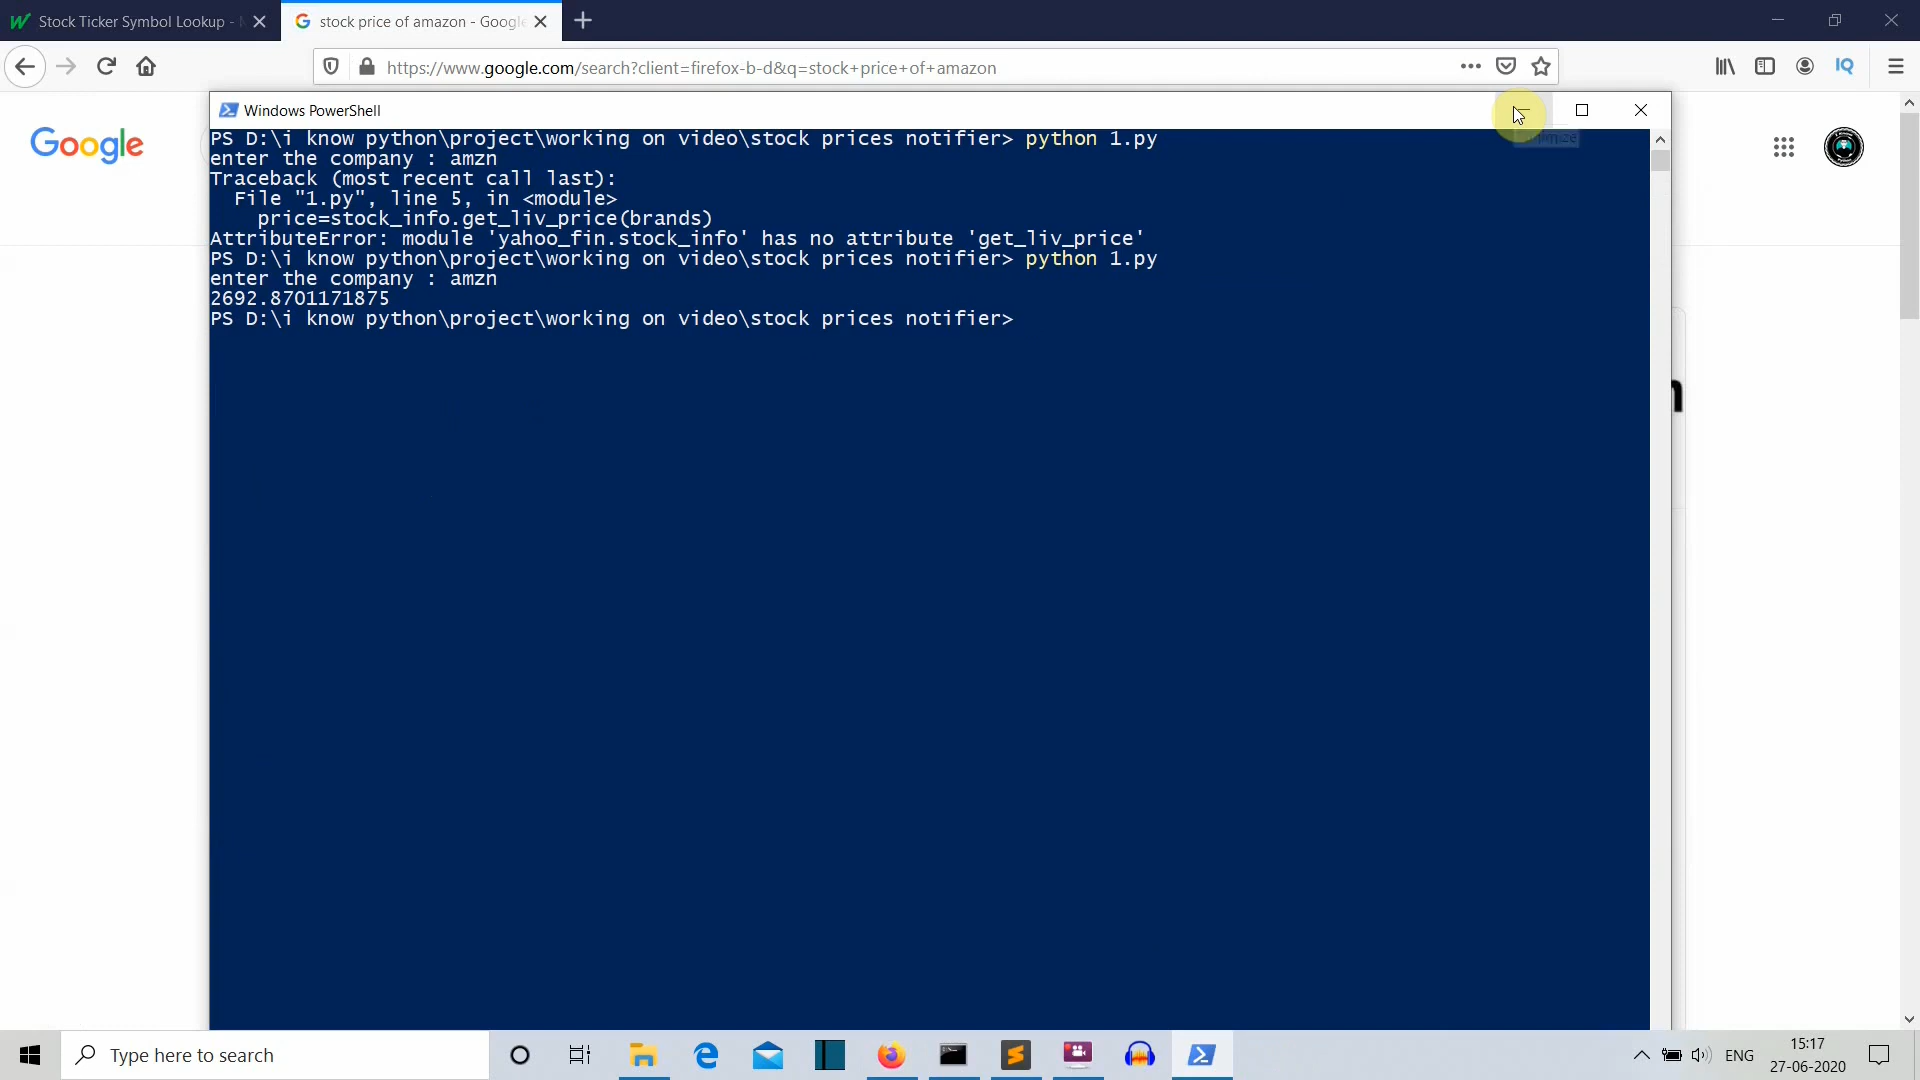 Stock Ticker Symbol Lookup -
stock price of amazon - Google
https://www.google.com/search?client=firefox-b-d&q=stock+price+of+amazon
IQ
Google
Windows PowerShell
PS D:\i know python\project\working on video\stock prices notifier> python 1.py
enter the company : amzn
Traceback (most recent call last):
  File "1.py", line 5, in <module>
    price=stock_info.get_liv_price(brands)
AttributeError: module 'yahoo_fin.stock_info' has no attribute 'get_liv_price'
PS D:\i know python\project\working on video\stock prices notifier> python 1.py
enter the company : amzn
2692.8701171875
PS D:\i know python\project\working on video\stock prices notifier>
Type here to search
ENG
15:17
27-06-2020